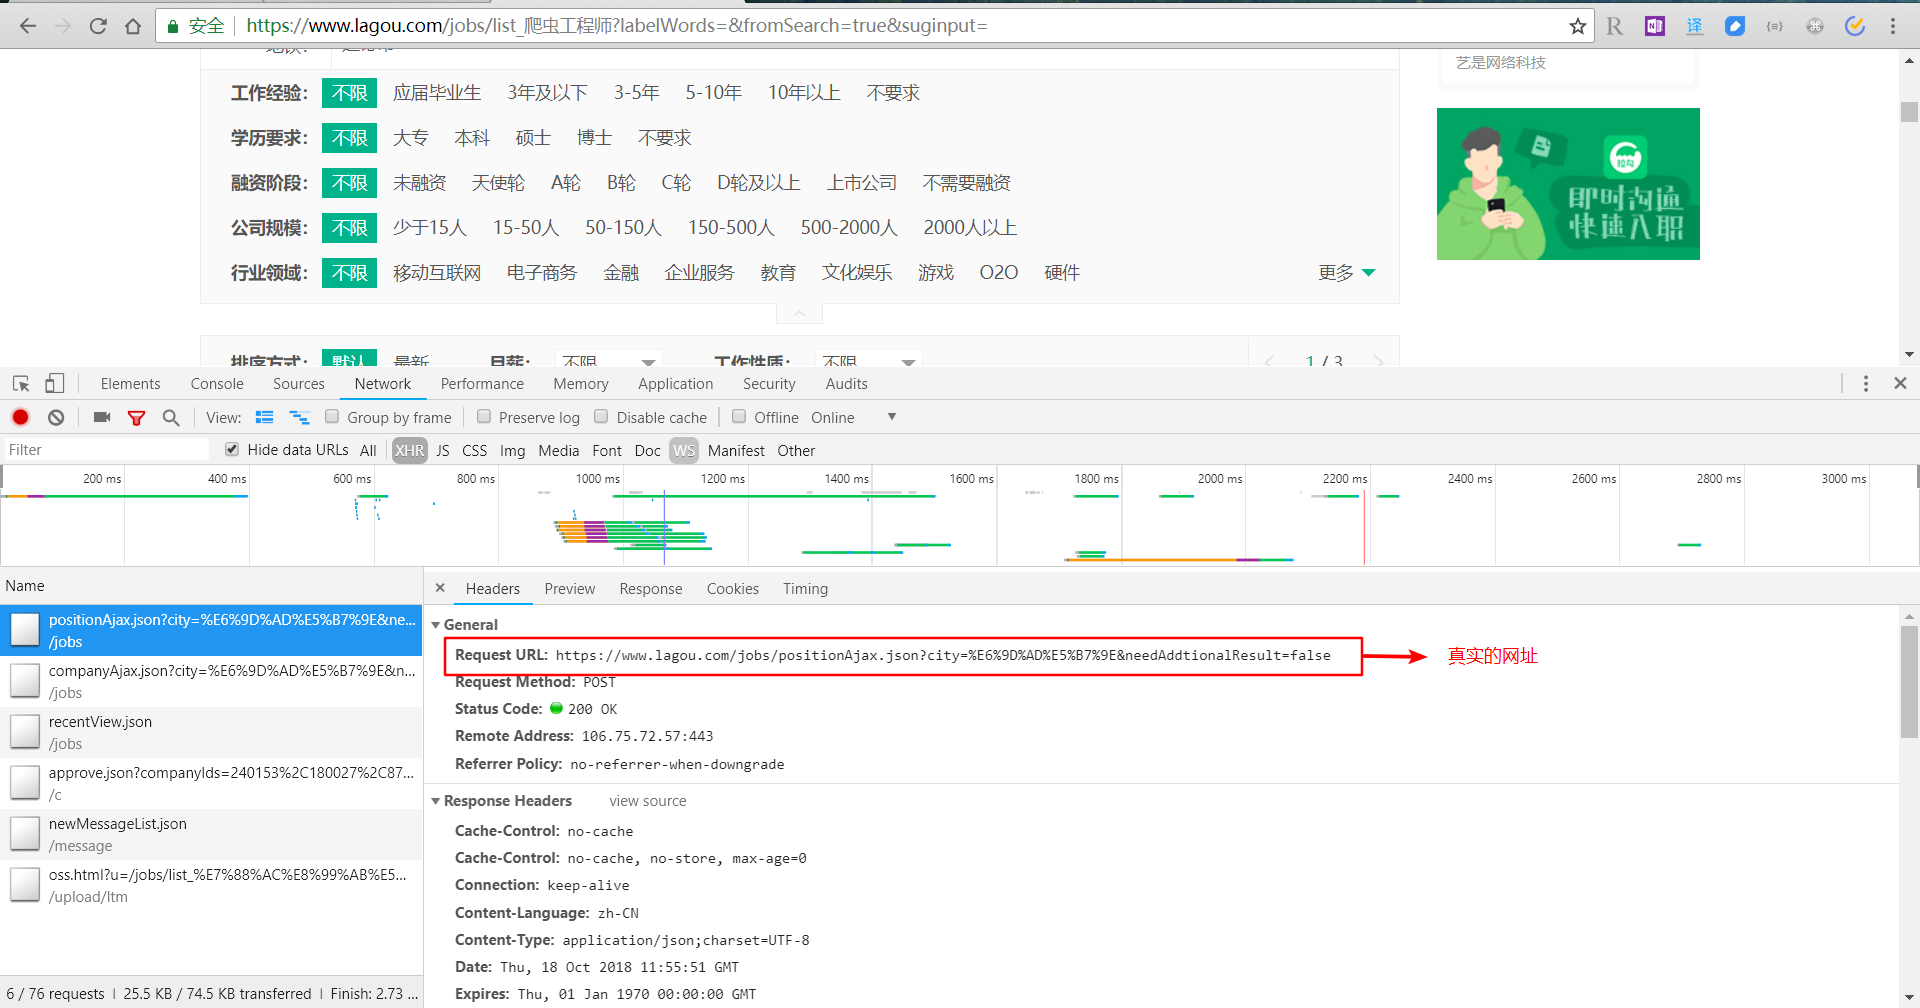 安全 https://www.lagou.com/jobs/list_爬虫工程师?labelWords=&fromSearch=true&suginput=
艺是网络科技
工作经验： 不限 应届毕业生 3年及以下 3-5年 5-10年 10年以上 不要求
学历要求： 不限 大专 本科 硕士 博士 不要求
融资阶段： 不限 未融资 天使轮 A轮 B轮 C轮 D轮及以上 上市公司 不需要融资
公司规模： 不限 少于15人 15-50人 50-150人 150-500人 500-2000人 2000人以上
行业领域： 不限 移动互联网 电子商务 金融 企业服务 教育 文化娱乐 游戏 O2O 硬件 更多
拉勾
即时沟通
快速入职
排序方式： 默认 最新 月薪： 不限 工作性质： 不限 1 / 3
Elements Console Sources Network Performance Memory Application Security Audits
View: Group by frame Preserve log Disable cache Offline Online
Filter Hide data URLs All XHR JS CSS Img Media Font Doc WS Manifest Other
200 ms 400 ms 600 ms 800 ms 1000 ms 1200 ms 1400 ms 1600 ms 1800 ms 2000 ms 2200 ms 2400 ms 2600 ms 2800 ms 3000 ms
Name
positionAjax.json?city=%E6%9D%AD%E5%B7%9E&ne...
/jobs
companyAjax.json?city=%E6%9D%AD%E5%B7%9E&n...
/jobs
recentView.json
/jobs
approve.json?companyIds=240153%2C180027%2C87...
/c
newMessageList.json
/message
oss.html?u=/jobs/list_%E7%88%AC%E8%99%AB%E5...
/upload/ltm
6 / 76 requests | 25.5 KB / 74.5 KB transferred | Finish: 2.73 ...
× Headers Preview Response Cookies Timing
General
Request URL: https://www.lagou.com/jobs/positionAjax.json?city=%E6%9D%AD%E5%B7%9E&needAddtionalResult=false
真实的网址
Request Method: POST
Status Code: 200 OK
Remote Address: 106.75.72.57:443
Referrer Policy: no-referrer-when-downgrade
Response Headers view source
Cache-Control: no-cache
Cache-Control: no-cache, no-store, max-age=0
Connection: keep-alive
Content-Language: zh-CN
Content-Type: application/json;charset=UTF-8
Date: Thu, 18 Oct 2018 11:55:51 GMT
Expires: Thu, 01 Jan 1970 00:00:00 GMT